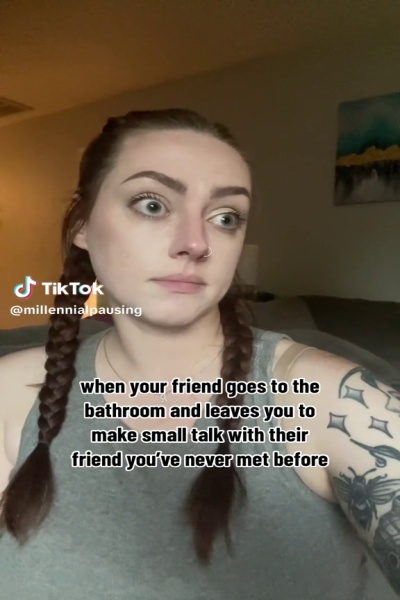 TikTok
@millennialpausing
when your friend goes to the
bathroom and leaves you to
make small talk with their
friend you've never met before